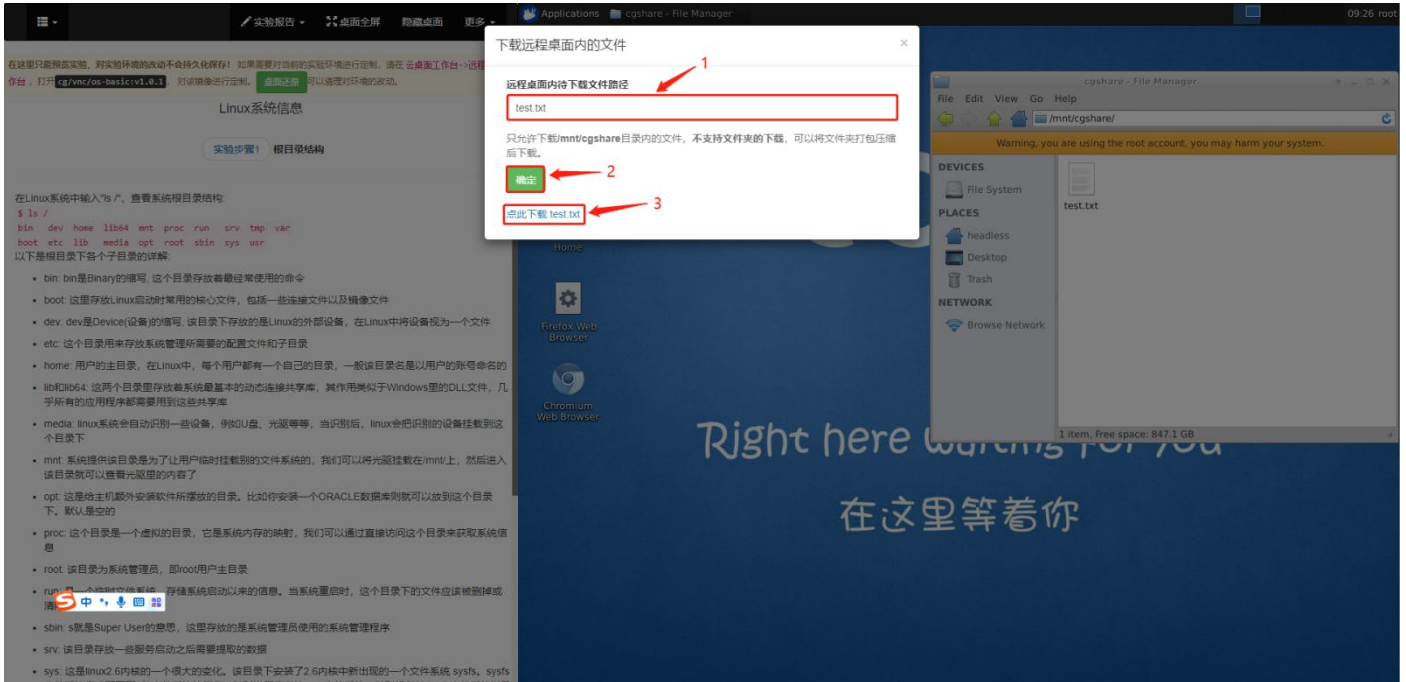 实验报告
桌面全屏
隐藏桌面
更多
Applications
cgshare - File Manager
09:26 root
在这里只能预览实验,对实验环境的改动不会持久化保存!如果需要对当前的实验环境进行定制,请在 云桌面工作台->远程
作台,打开 cg/vnc/os-basic:v1.0.1,对该镜像进行定制。 桌面还原 可以清理对环境的改动。
Linux系统信息
实验步骤1 根目录结构
在Linux系统中输入"ls /",查看系统根目录结构:
$ ls /
bin dev home lib64 mnt proc run srv tmp var
boot etc lib media opt root sbin sys usr
以下是根目录下各个子目录的详解:
• bin: bin是Binary的缩写, 这个目录存放着最经常使用的命令
• boot: 这里存放Linux启动时常用的核心文件,包括一些连接文件以及镜像文件
• dev: dev是Device(设备)的缩写, 该目录下存放的是Linux的外部设备,在Linux中将设备视为一个文件
• etc: 这个目录用来存放系统管理所需要的配置文件和子目录
• home: 用户的主目录,在Linux中,每个用户都有一个自己的目录,一般该目录名是以用户的账号命名的
• lib和lib64: 这两个目录里存放着系统最基本的动态连接共享库,其作用类似于Windows里的DLL文件,几
乎所有的应用程序都需要用到这些共享库
• media: linux系统会自动识别一些设备,例如U盘、光驱等等,当识别后,linux会把识别的设备挂载到这
个目录下
• mnt: 系统提供该目录是为了让用户临时挂载别的文件系统的,我们可以将光驱挂载在/mnt/上,然后进入
该目录就可以查看光驱里的内容了
• opt: 这是给主机额外安装软件所摆放的目录。比如你安装一个ORACLE数据库则就可以放到这个目录
下。默认是空的
• proc: 这个目录是一个虚拟的目录,它是系统内存的映射,我们可以通过直接访问这个目录来获取系统信
息
• root: 该目录为系统管理员,即root用户主目录
• run: 是一个临时文件系统,存储系统启动以来的信息。当系统重启时,这个目录下的文件应该被删掉或
清
中
• sbin: s就是Super User的意思,这里存放的是系统管理员使用的系统管理程序
• srv: 该目录存放一些服务启动之后需要提取的数据
• sys: 这是linux2.6内核的一个很大的变化。该目录下安装了2.6内核中新出现的一个文件系统 sysfs。sysfs
下载远程桌面内的文件
×
1
远程桌面内待下载文件路径
test.txt
只允许下载/mnt/cgshare目录内的文件,不支持文件夹的下载,可以将文件夹打包压缩
后下载。
确定
2
点此下载 test.txt
3
Home
Firefox Web
Browser
Chromium
Web Browser
cgshare - File Manager
File Edit View Go Help
/mnt/cgshare/
Warning, you are using the root account, you may harm your system.
DEVICES
File System
PLACES
headless
Desktop
Trash
NETWORK
Browse Network
test.txt
1 item, Free space: 847.1 GB
Right here waiting for you
在这里等着你